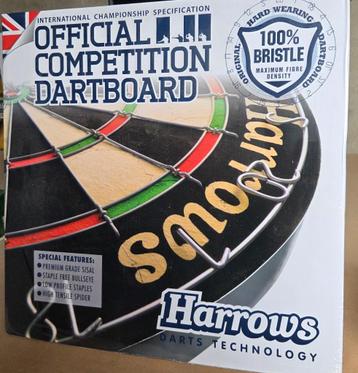 INTERNATIONAL CHAMPIONSHIP SPECIFICATION
OFFICIAL
COMPETITION
DARTBOARD
ORIGINAL HARD WEARING DARTBOARD
100%
BRISTLE
MAXIMUM FIBRE
DENSITY
Harrows
SPECIAL FEATURES:
•PREMIUM GRADE SISAL
•STAPLE FREE BULLSEYE
•LOW PROFILE STAPLES
•HIGH TENSILE SPIDER
Harrows
DARTS TECHNOLOGY